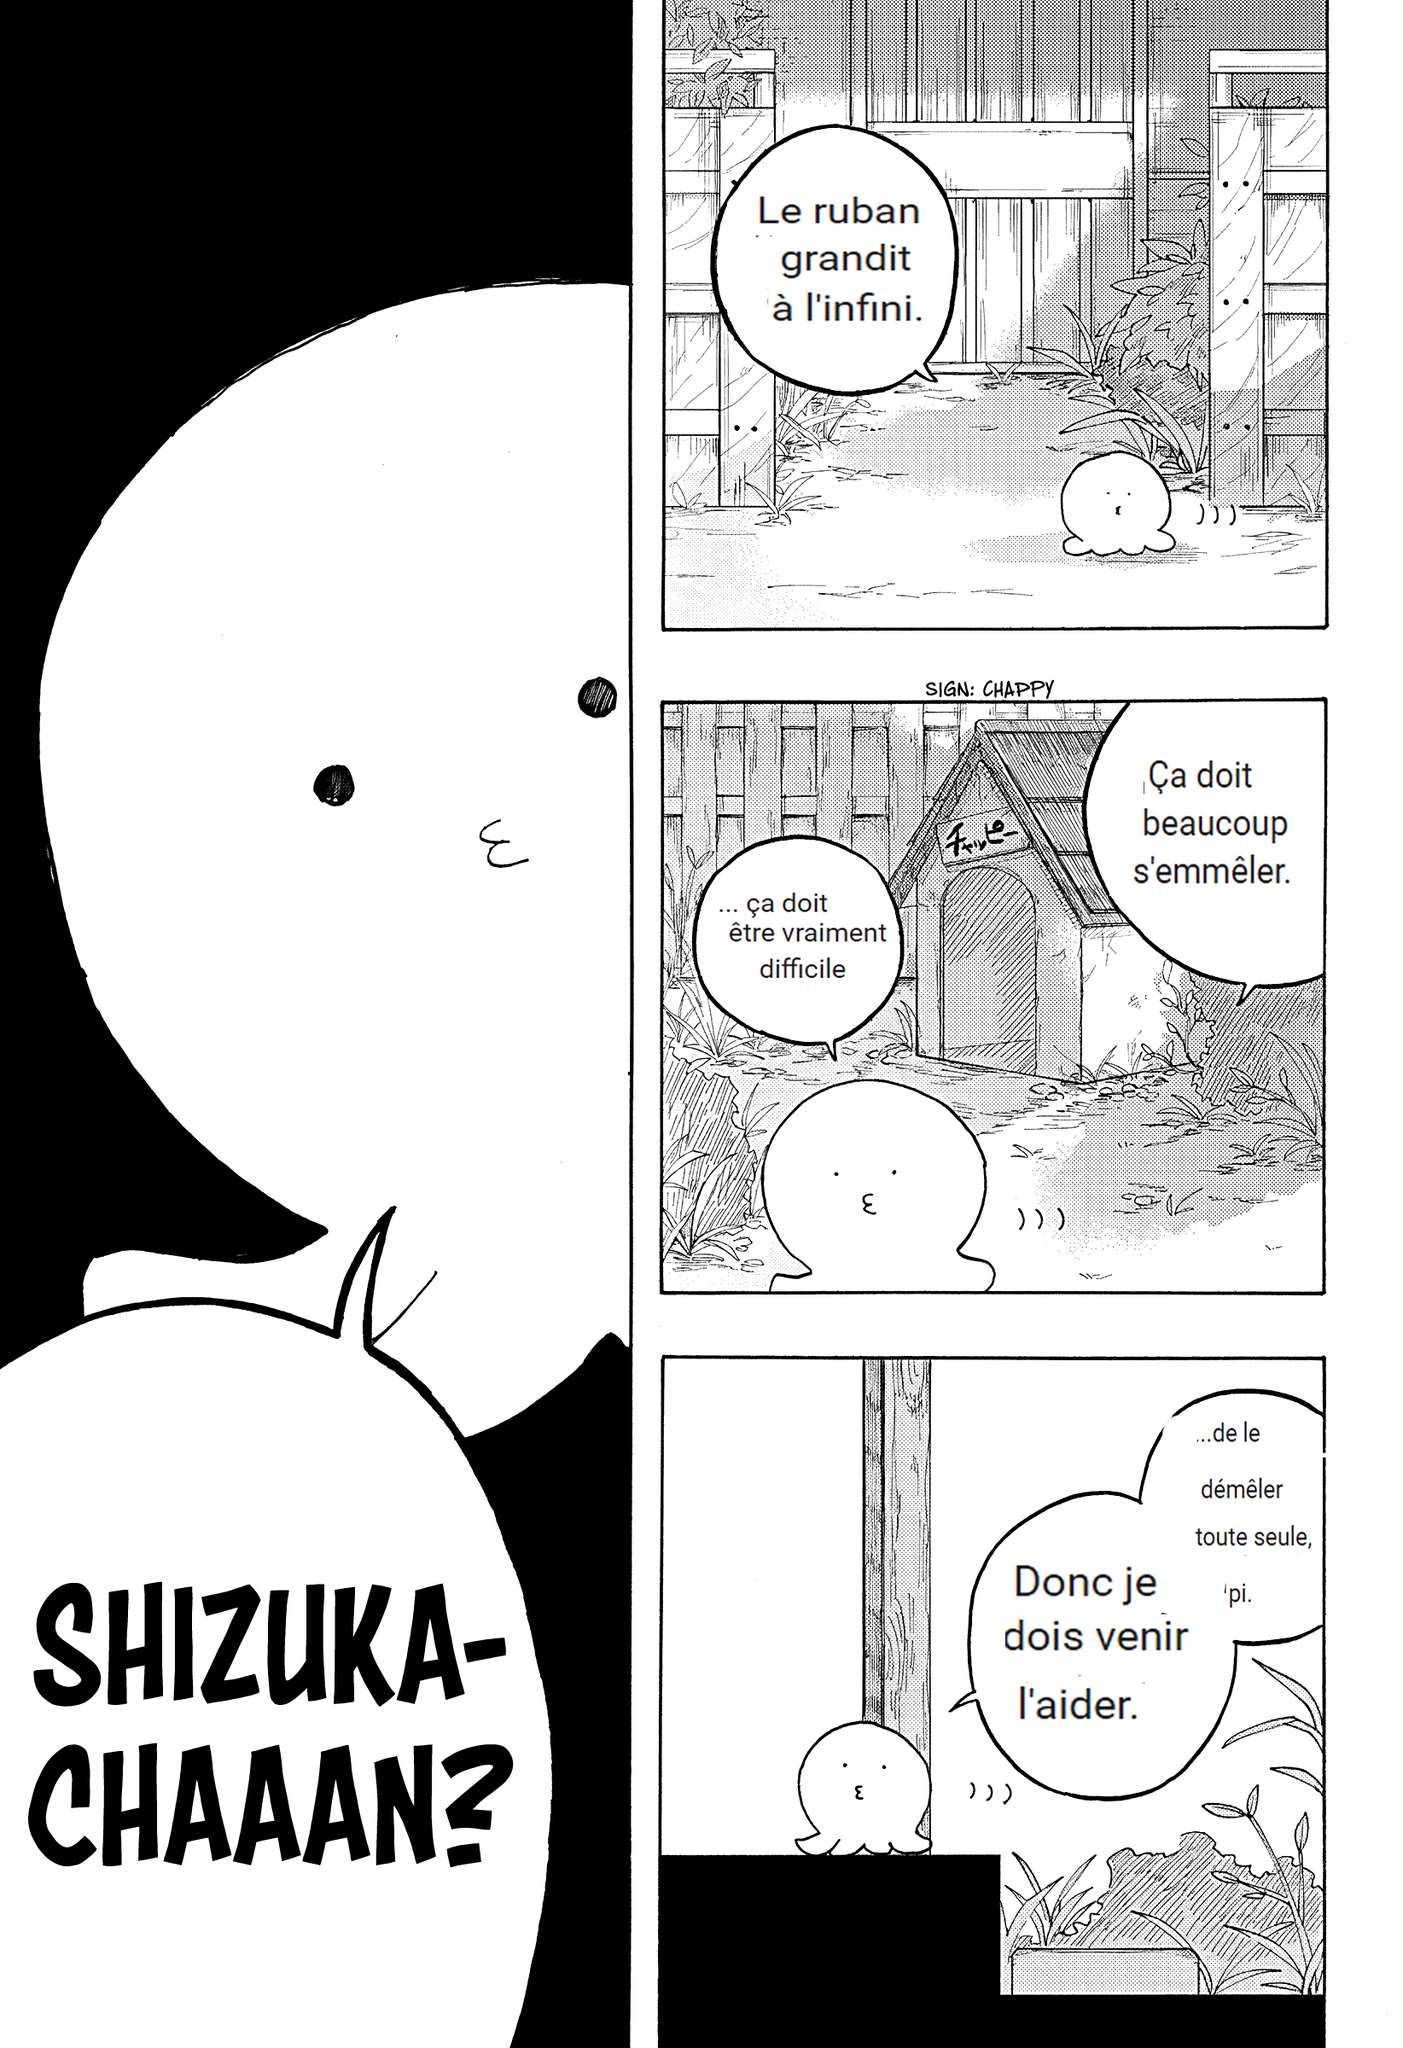 Le ruban
grandit
à l'infini.
SIGN: CHAPPY
Ça doit
beaucoup
s'emmêler.
チャッピー
... ça doit
être vraiment
difficile
...de le
démêler
toute seule,
pi.
Donc je
dois venir
l'aider.
SHIZUKA-
CHAAAN?